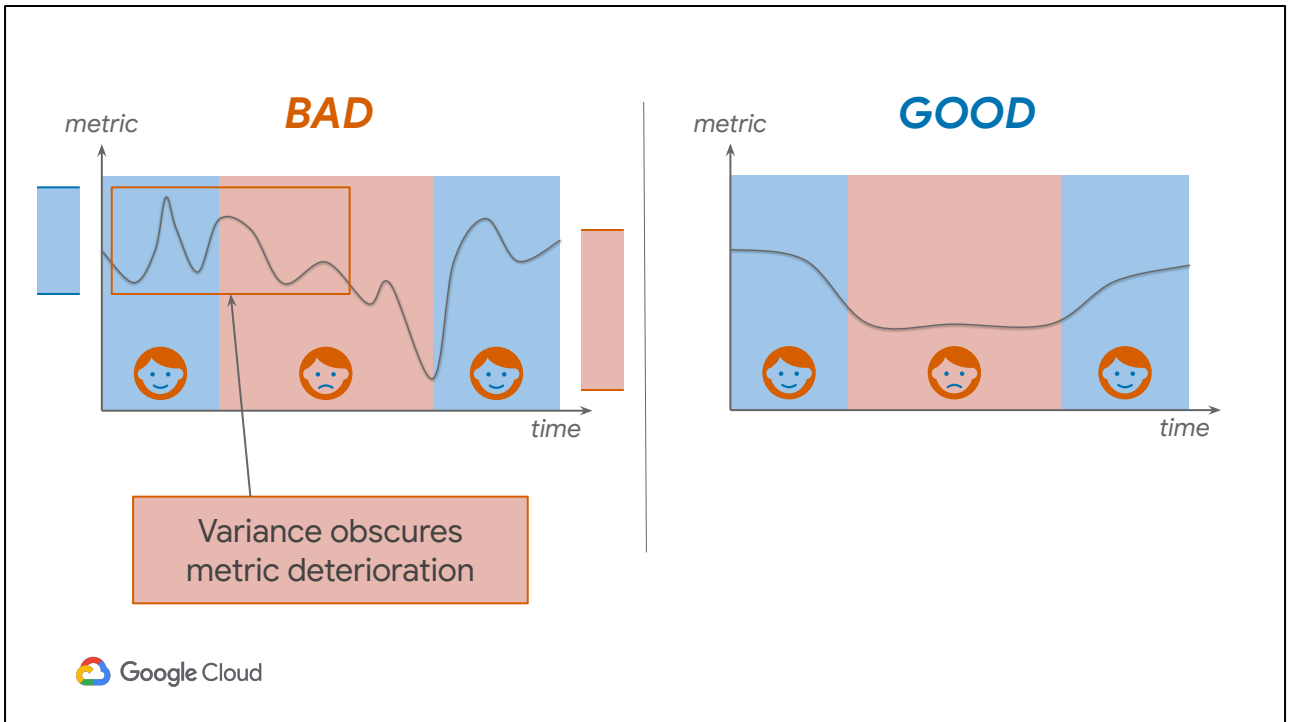 BAD
metric
time
Variance obscures
metric deterioration
GOOD
metric
time
Google Cloud